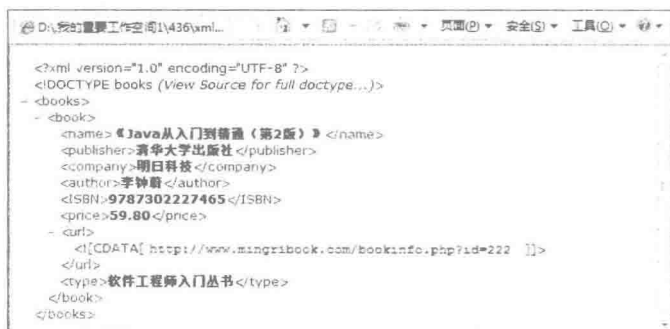 D:\我的重要工作空间1\436\xml... 页面(P) 安全(S) 工具(O)
<?xml version="1.0" encoding="UTF-8" ?>
<!DOCTYPE books (View Source for full doctype...)>
- <books>
- <book>
<name>《Java从入门到精通（第2版）》</name>
<publisher>清华大学出版社</publisher>
<company>明日科技</company>
<author>李钟蔚</author>
<ISBN>9787302227465</ISBN>
<price>59.80</price>
- <url>
<![CDATA[ http://www.mingribook.com/bookinfo.php?id=222 ]]>
</url>
<type>软件工程师入门丛书</type>
</book>
</books>